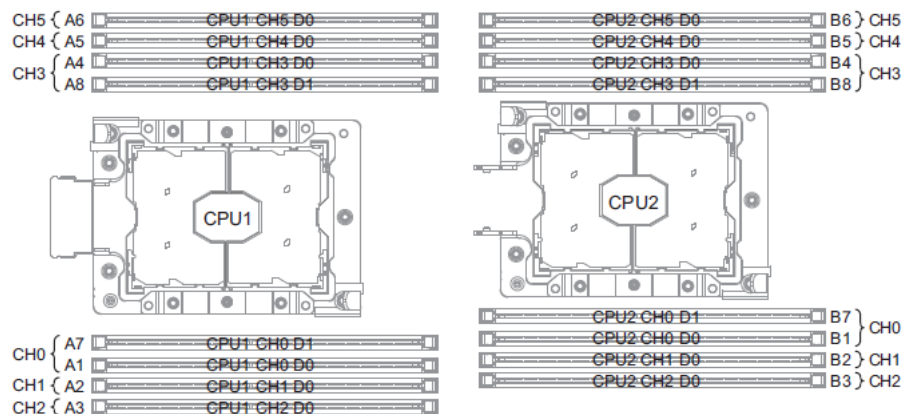 CH5 { A6 CPU1 CH5 D0
CH4 { A5 CPU1 CH4 D0
CH3 { A4 CPU1 CH3 D0
A8 CPU1 CH3 D1
CPU1
CH0 { A7 CPU1 CH0 D1
A1 CPU1 CH0 D0
CH1 { A2 CPU1 CH1 D0
CH2 { A3 CPU1 CH2 D0
CPU2 CH5 D0 B6 } CH5
CPU2 CH4 D0 B5 } CH4
CPU2 CH3 D0 B4 } CH3
CPU2 CH3 D1 B8
CPU2
CPU2 CH0 D1 B7 } CH0
CPU2 CH0 D0 B1
CPU2 CH1 D0 B2 } CH1
CPU2 CH2 D0 B3 } CH2